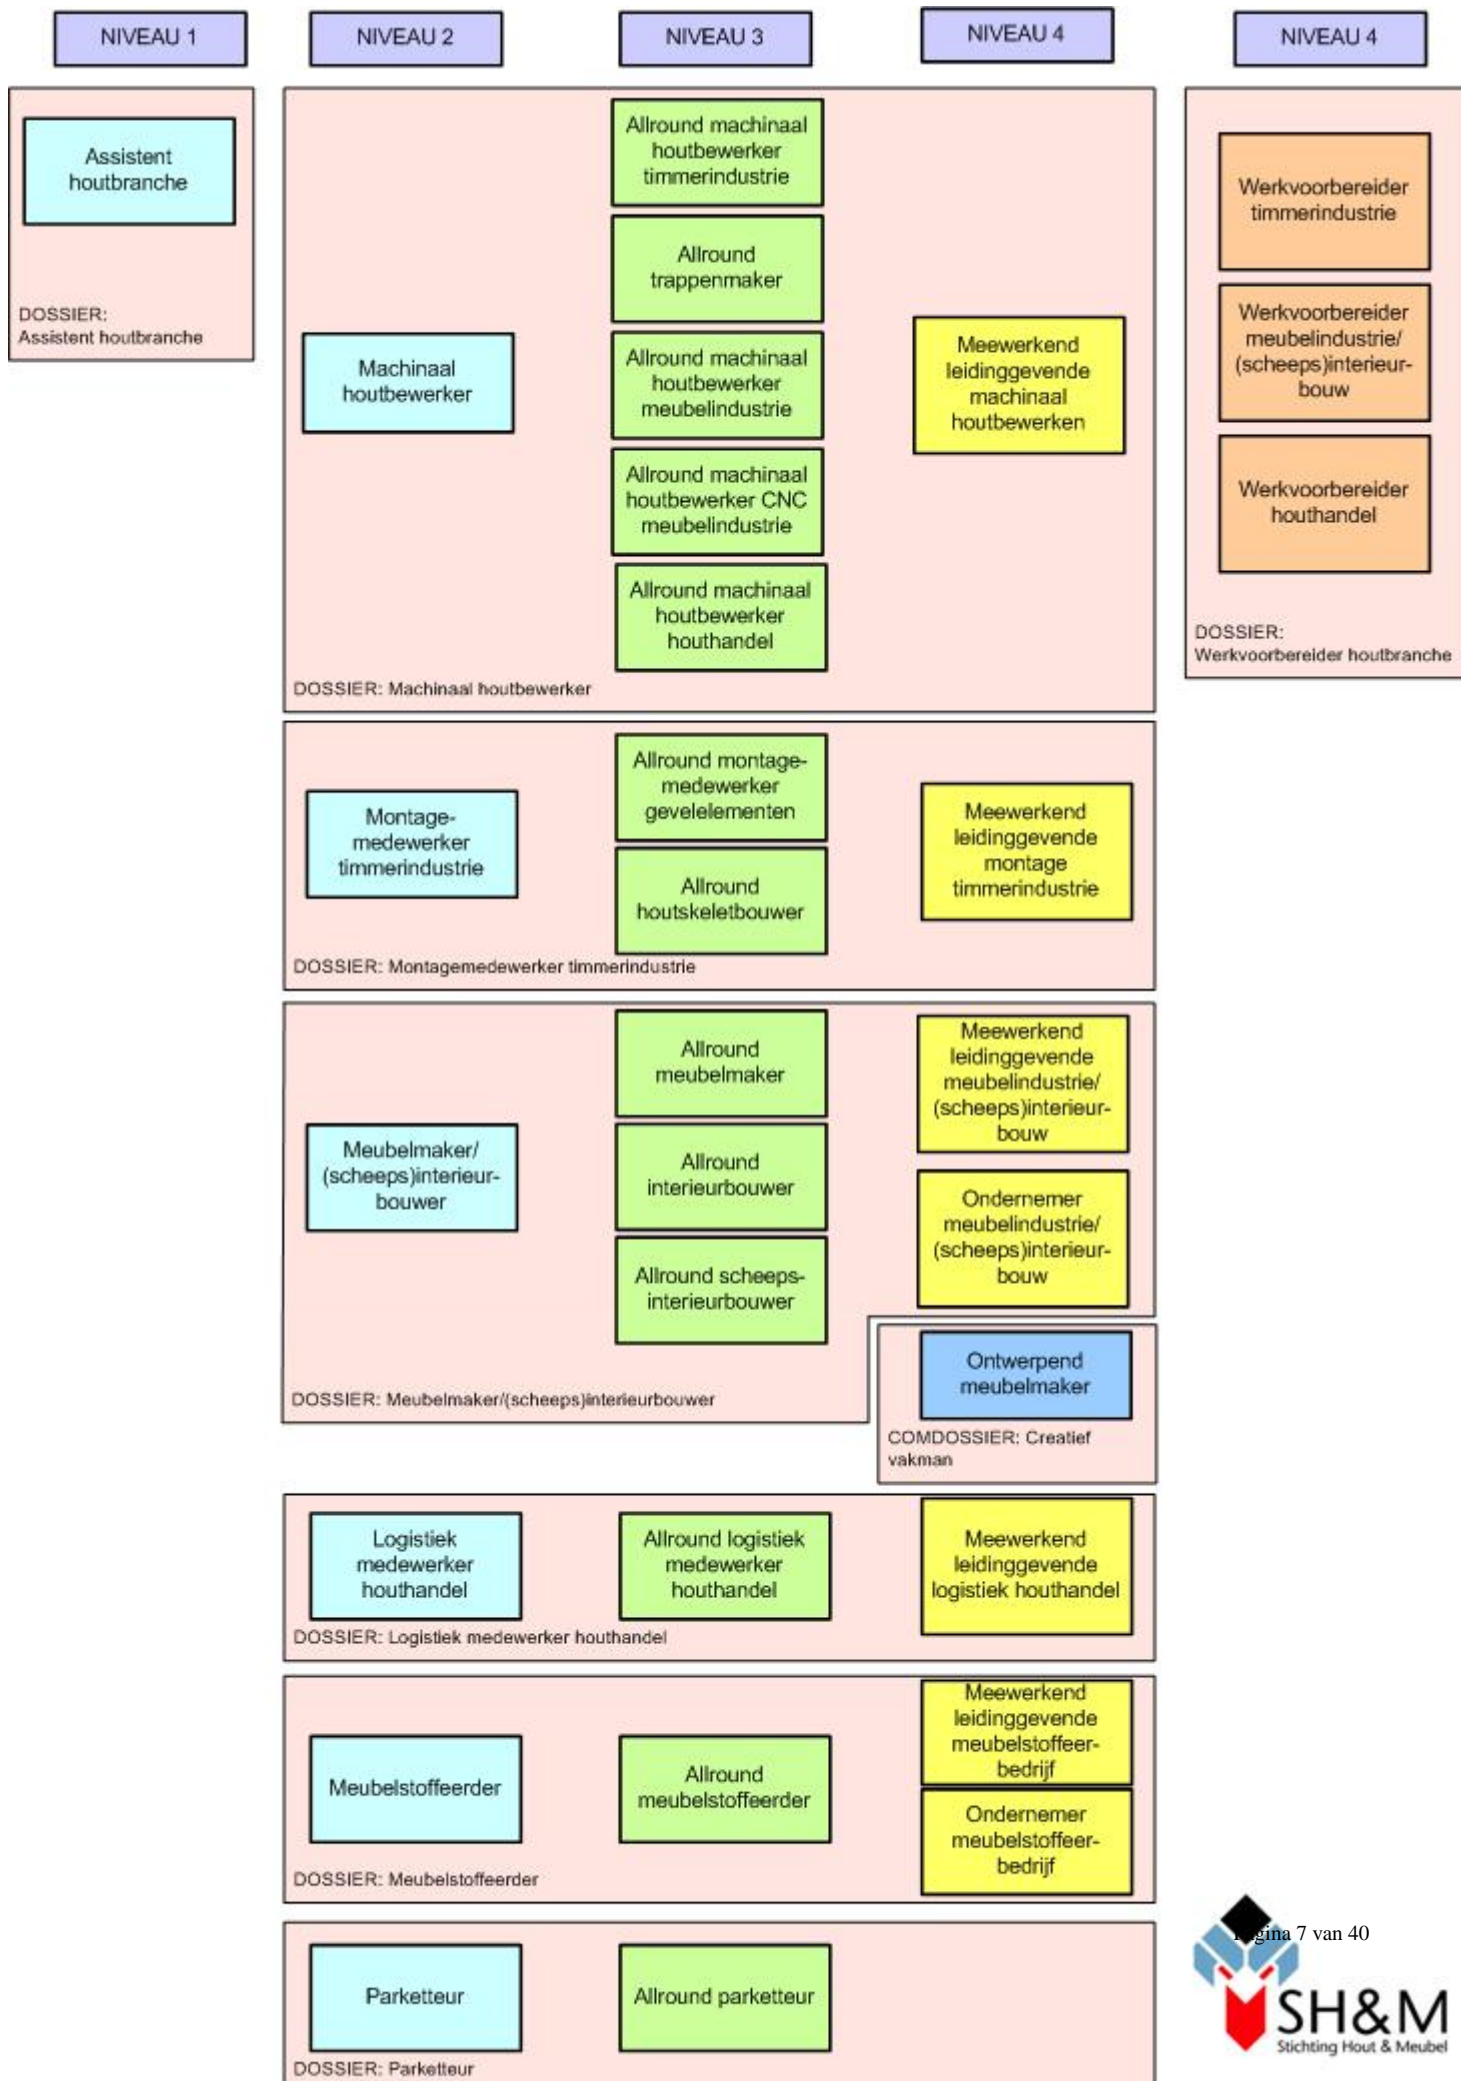 NIVEAU 1
NIVEAU 2
NIVEAU 3
NIVEAU 4
NIVEAU 4
Assistent
houtbranche
DOSSIER:
Assistent houtbranche
Machinaal
houtbewerker
Allround machinaal
houtbewerker
timmerindustrie
Allround
trappenmaker
Allround machinaal
houtbewerker
meubelindustrie
Allround machinaal
houtbewerker CNC
meubelindustrie
Allround machinaal
houtbewerker
houthandel
Meewerkend
leidinggevende
machinaal
houtbewerken
DOSSIER: Machinaal houtbewerker
Werkvoorbereider
timmerindustrie
Werkvoorbereider
meubelindustrie/
(scheeps)interieur-
bouw
Werkvoorbereider
houthandel
DOSSIER:
Werkvoorbereider houtbranche
Montage-
medewerker
timmerindustrie
Allround montage-
medewerker
gevelelementen
Allround
houtskeletbouwer
Meewerkend
leidinggevende
montage
timmerindustrie
DOSSIER: Montagemedewerker timmerindustrie
Meubelmaker/
(scheeps)interieur-
bouwer
Allround
meubelmaker
Allround
interieurbouwer
Allround scheeps-
interieurbouwer
Meewerkend
leidinggevende
meubelindustrie/
(scheeps)interieur-
bouw
Ondernemer
meubelindustrie/
(scheeps)interieur-
bouw
DOSSIER: Meubelmaker/(scheeps)interieurbouwer
Ontwerpend
meubelmaker
COMDOSSIER: Creatief
vakman
Logistiek
medewerker
houthandel
Allround logistiek
medewerker
houthandel
Meewerkend
leidinggevende
logistiek houthandel
DOSSIER: Logistiek medewerker houthandel
Meubelstoffeerder
Allround
meubelstoffeerder
Meewerkend
leidinggevende
meubelstoffeer-
bedrijf
Ondernemer
meubelstoffeer-
bedrijf
DOSSIER: Meubelstoffeerder
Parketteur
Allround parketteur
DOSSIER: Parketteur
Pagina 7 van 40
SH&M
Stichting Hout & Meubel